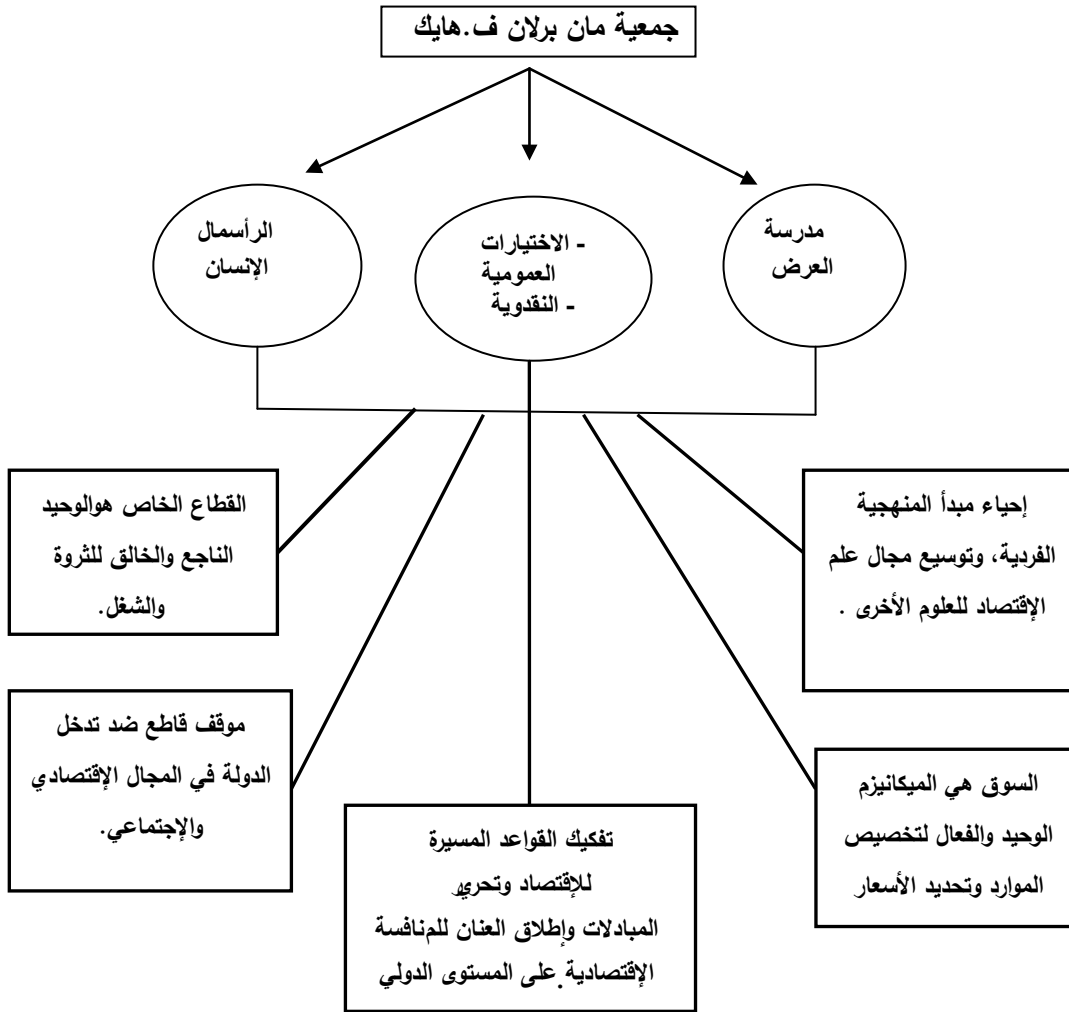 جمعية مان برلان ف.هايك
مدرسة
العرض
- الاختيارات
العمومية
- النقدوية
الرأسمال
الإنسان
إحياء مبدأ المنهجية
الفردية، وتوسيع مجال علم
الإقتصاد للعلوم الأخرى .
القطاع الخاص هوالوحيد
الناجع والخالق للثروة
والشغل.
السوق هي الميكانيزم
الوحيد والفعال لتخصيص
الموارد وتحديد الأسعار
موقف قاطع ضد تدخل
الدولة في المجال الإقتصادي
والإجتماعي.
تفكيك القواعد المسيرة
للإقتصاد وتحرير
المبادلات وإطلاق العنان للمنافسة
الإقتصادية على المستوى الدولي.